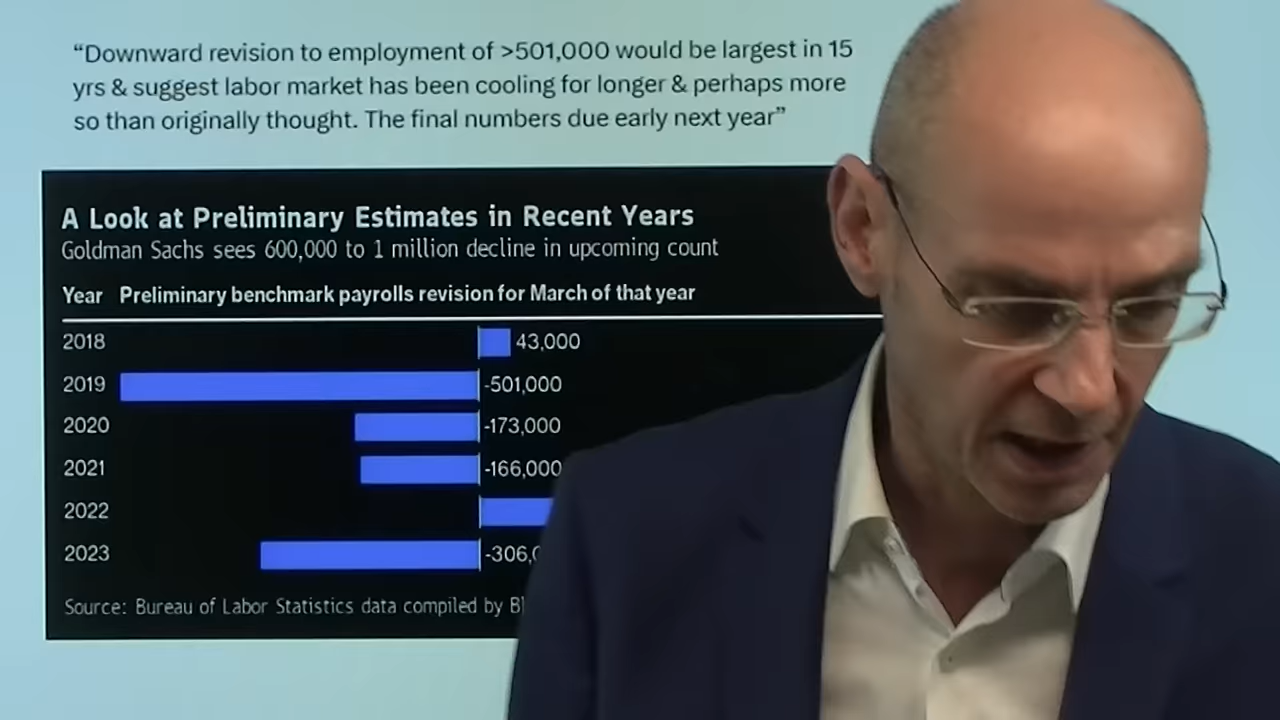 “Downward revision to employment of >501,000 would be largest in 15
yrs & suggest labor market has been cooling for longer & perhaps more
so than originally thought. The final numbers due early next year”
A Look at Preliminary Estimates in Recent Years
Goldman Sachs sees 600,000 to 1 million decline in upcoming count
Year Preliminary benchmark payrolls revision for March of that year
2018 43,000
2019 -501,000
2020 -173,000
2021 -166,000
2022
2023
Source: Bureau of Labor Statistics data compiled by